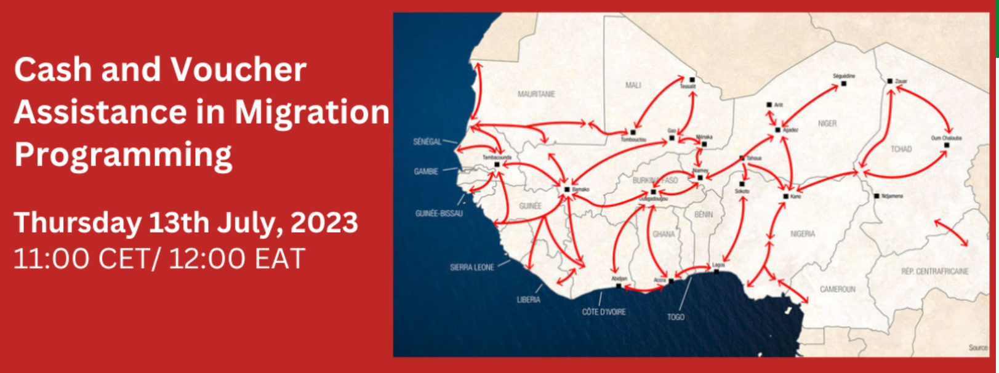 Cash and Voucher
Assistance in Migration
Programming
Thursday 13th July, 2023
11:00 CET/ 12:00 EAT
Séguédine
Zouar
Tessalit
MALI
MAURITANIE
Arlit
NIGER
Agadez
Gao
Tombouctou
Ménaka
Oum Chalouba
SÉNÉGAL
TCHAD
Tambacounda
Tahoua
GAMBIE
Niamey
BURKINA FASO
Bamako
Sokoto
Kano
Ndjamena
Ouagadougou
GUINÉE
GUINÉE-BISSAU
BÉNIN
GHANA
NIGERIA
SIERRA LEONE
Lagos
RÉP. CENTRAFRICAINE
Abidjan
Accra
CAMEROUN
LIBERIA
CÔTE D'IVOIRE
TOGO
Source